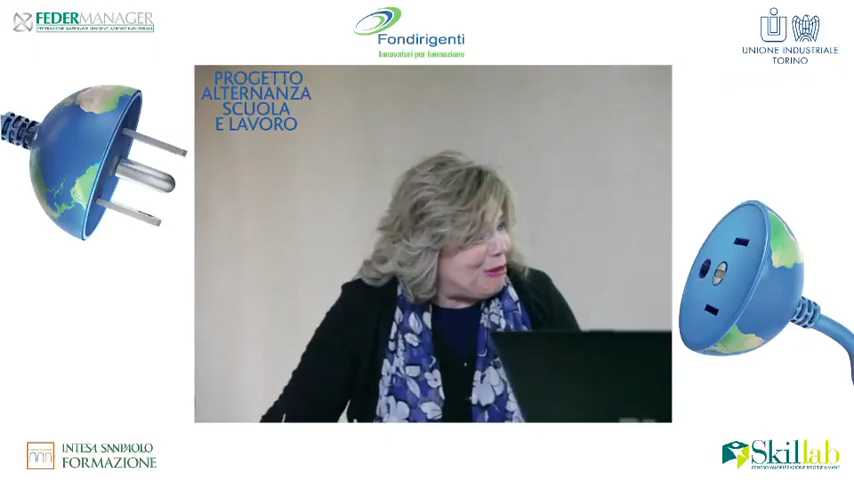 FEDERMANAGER
Fondirigenti
Innovatori per formazione
UNIONE INDUSTRIALE
TORINO
PROGETTO
ALTERNANZA
SCUOLA
E LAVORO
INTESA SANPAOLO
FORMAZIONE
Skillab